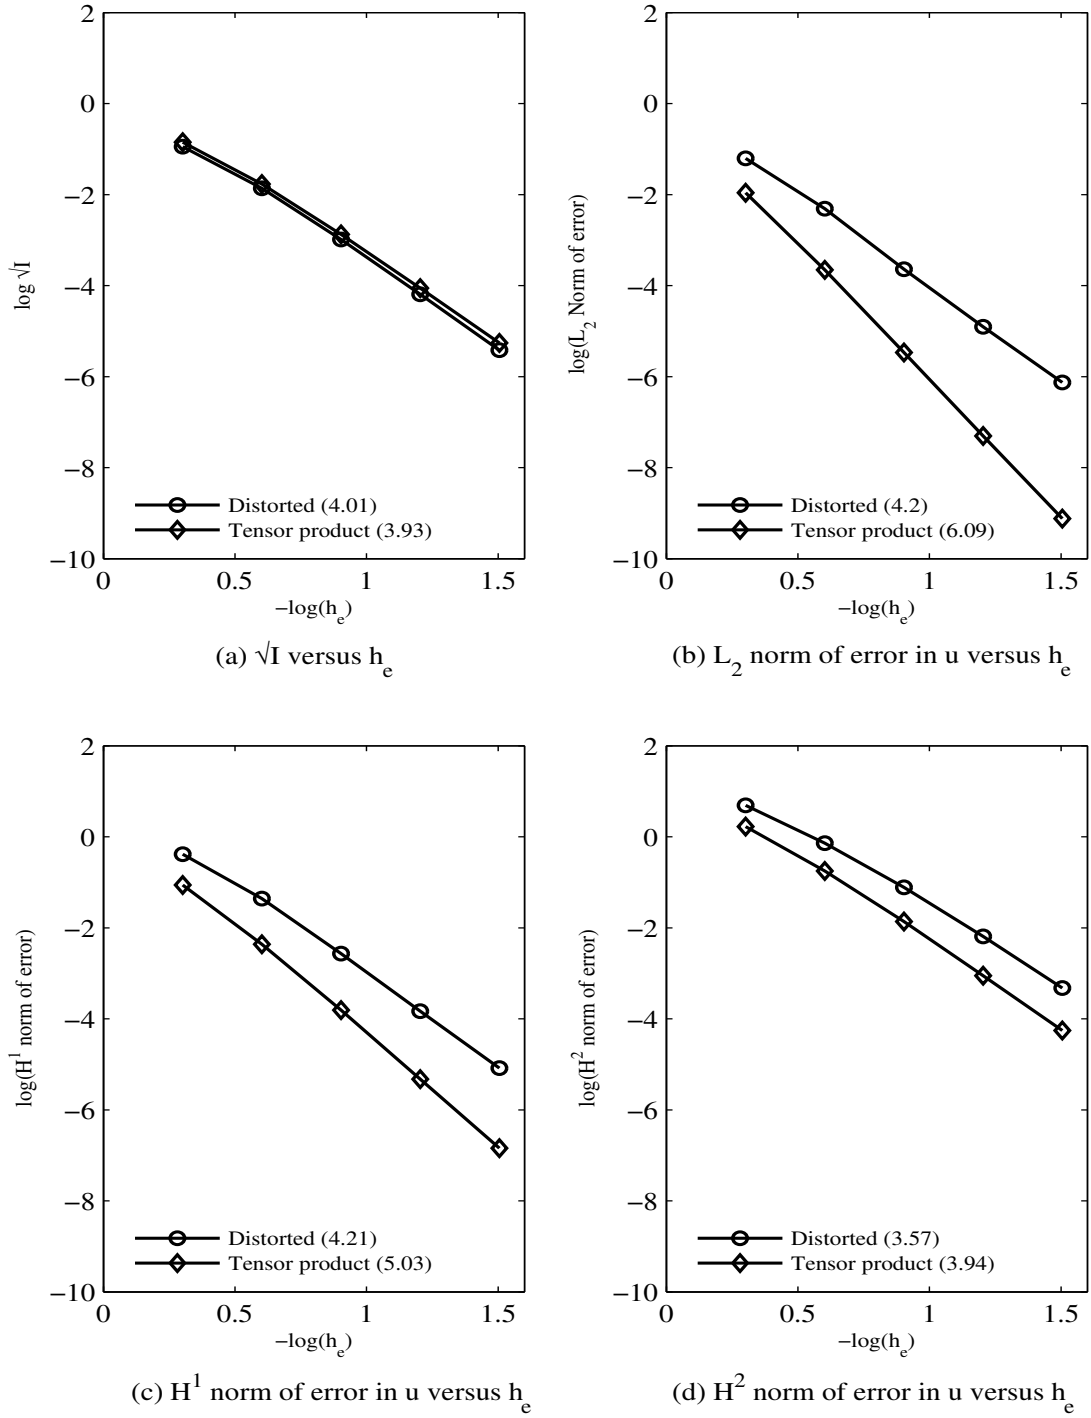 2
0
−2
−4
−6
−8
−10
0
0.5
1
1.5
log √I
−log(h_e)
Distorted (4.01)
Tensor product (3.93)
(a) √I versus h_e
2
0
−2
−4
−6
−8
−10
0
0.5
1
1.5
log(L_2 Norm of error)
−log(h_e)
Distorted (4.2)
Tensor product (6.09)
(b) L_2 norm of error in u versus h_e
2
0
−2
−4
−6
−8
−10
0
0.5
1
1.5
log(H^1 norm of error)
−log(h_e)
Distorted (4.21)
Tensor product (5.03)
(c) H^1 norm of error in u versus h_e
2
0
−2
−4
−6
−8
−10
0
0.5
1
1.5
log(H^2 norm of error)
−log(h_e)
Distorted (3.57)
Tensor product (3.94)
(d) H^2 norm of error in u versus h_e